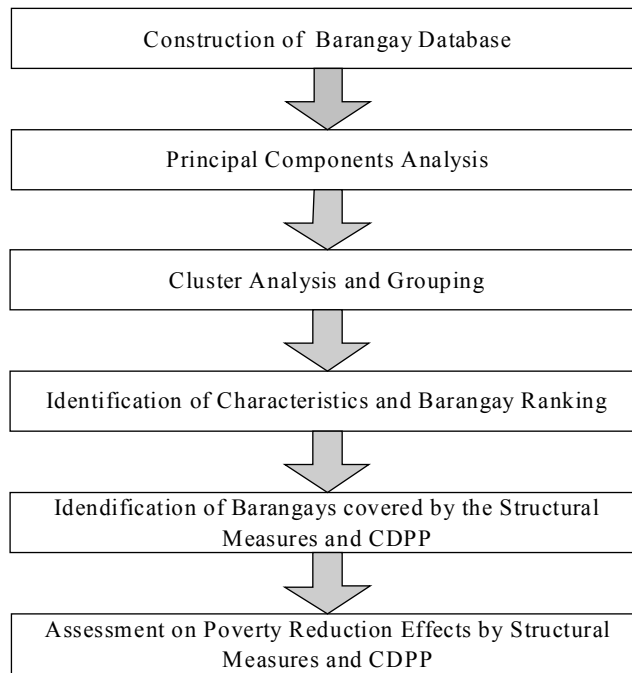 Construction of Barangay Database
Principal Components Analysis
Cluster Analysis and Grouping
Identification of Characteristics and Barangay Ranking
Idendification of Barangays covered by the Structural
Measures and CDPP
Assessment on Poverty Reduction Effects by Structural
Measures and CDPP